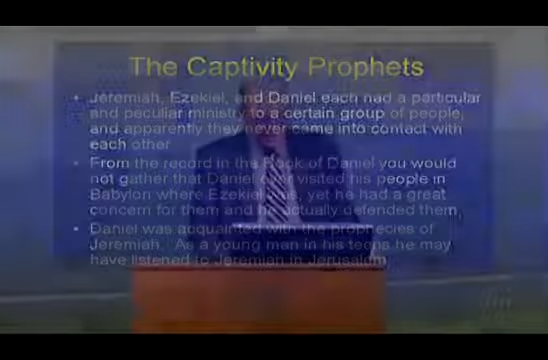 The Captivity Prophets
• Jeremiah, Ezekiel, and Daniel each had a particular
and peculiar ministry to a certain group of people,
and apparently they never came into contact with
each other
• From the record in the Book of Daniel you would
not gather that Daniel ever visited his people in
Babylon where Ezekiel was, yet he had a great
concern for them and he actually defended them,
• Daniel was acquainted with the prophecies of
Jeremiah. As a young man in his teens he may
have listened to Jeremiah in Jerusalem